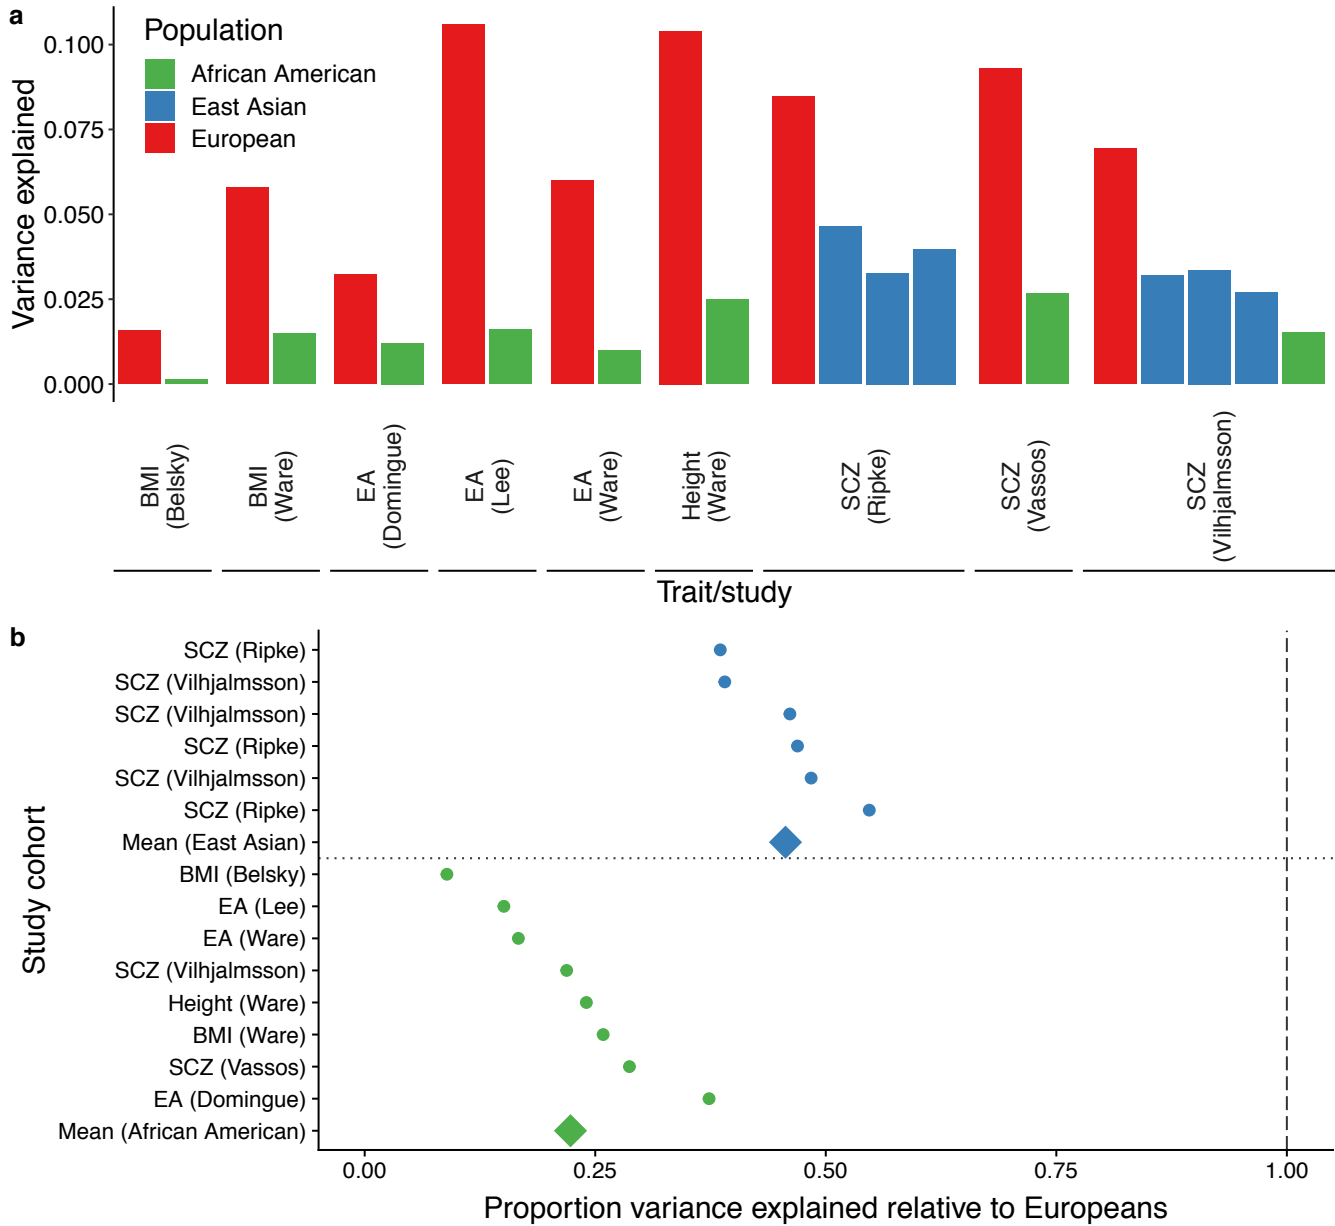 a
Population
African American
East Asian
European
Variance explained
0.100
0.075
0.050
0.025
0.000
BMI
(Belsky)
BMI
(Ware)
EA
(Domingue)
EA
(Lee)
EA
(Ware)
Height
(Ware)
SCZ
(Ripke)
SCZ
(Vassos)
SCZ
(Vilhjalmsson)
Trait/study
b
Study cohort
SCZ (Ripke)
SCZ (Vilhjalmsson)
SCZ (Vilhjalmsson)
SCZ (Ripke)
SCZ (Vilhjalmsson)
SCZ (Ripke)
Mean (East Asian)
BMI (Belsky)
EA (Lee)
EA (Ware)
SCZ (Vilhjalmsson)
Height (Ware)
BMI (Ware)
SCZ (Vassos)
EA (Domingue)
Mean (African American)
0.00 0.25 0.50 0.75 1.00
Proportion variance explained relative to Europeans